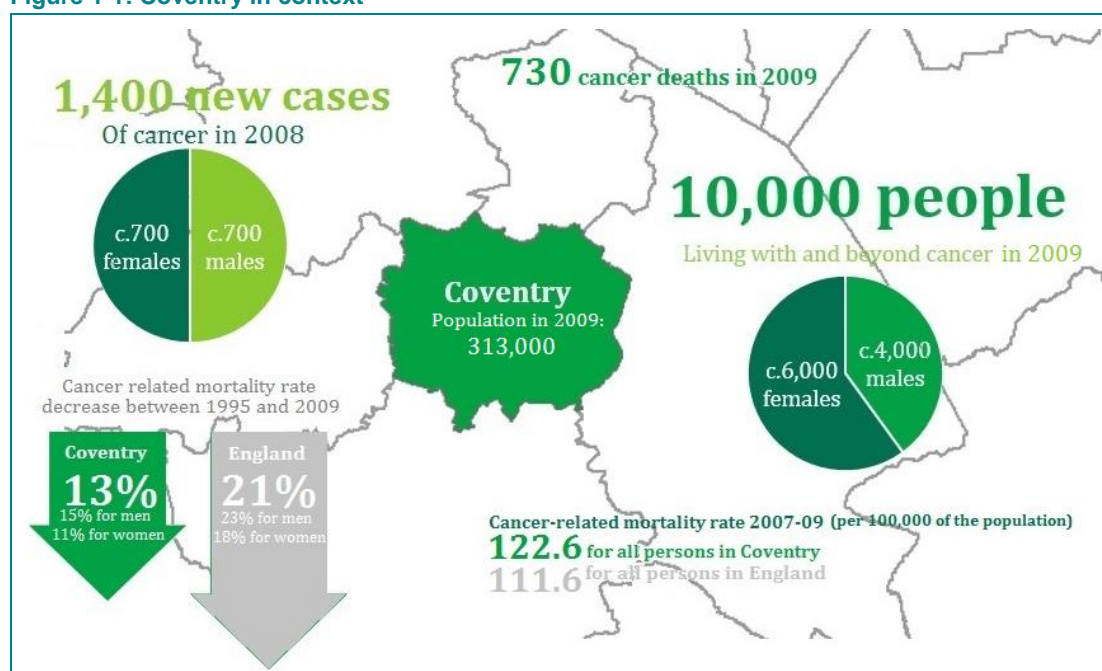 Figure 1-1: Coventry in context
1,400 new cases
Of cancer in 2008
c.700
females
c.700
males
730 cancer deaths in 2009
10,000 people
Living with and beyond cancer in 2009
c.6,000
females
c.4,000
males
Coventry
Population in 2009:
313,000
Cancer related mortality rate
decrease between 1995 and 2009
Coventry
13%
15% for men
11% for women
England
21%
23% for men
18% for women
Cancer-related mortality rate 2007-09 (per 100,000 of the population)
122.6 for all persons in Coventry
111.6 for all persons in England